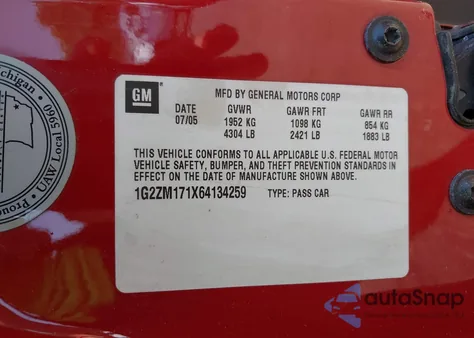 GM
MFD BY GENERAL MOTORS CORP
DATE GVWR GAWR FRT GAWR RR
07/05 1952 KG 1098 KG 854 KG
4304 LB 2421 LB 1883 LB
THIS VEHICLE CONFORMS TO ALL APPLICABLE U.S. FEDERAL MOTOR
VEHICLE SAFETY, BUMPER, AND THEFT PREVENTION STANDARDS IN
EFFECT ON THE DATE OF MANUFACTURE SHOWN ABOVE.
1G2ZM171X64134259 TYPE: PASS CAR
UAW Local 5960
autoSnap